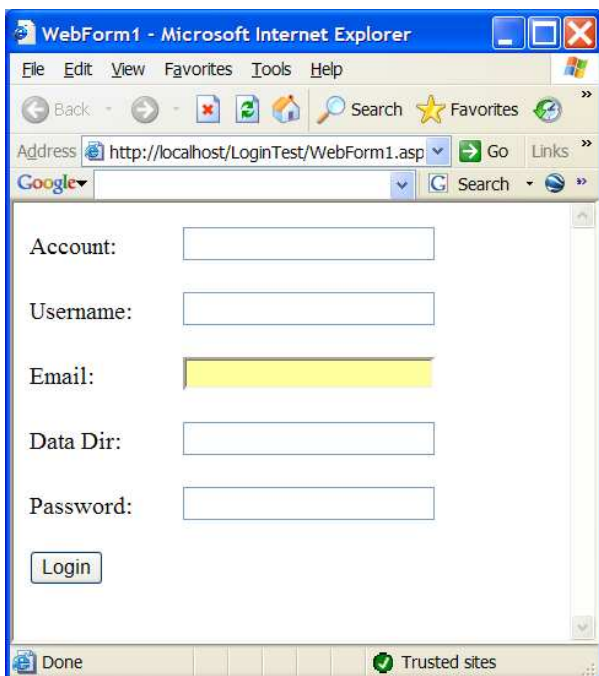 WebForm1 - Microsoft Internet Explorer
File Edit View Favorites Tools Help
Back Search Favorites »
Address http://localhost/LoginTest/WebForm1.asp Go Links »
Google G Search »
Account:
Username:
Email:
Data Dir:
Password:
Login
Done Trusted sites